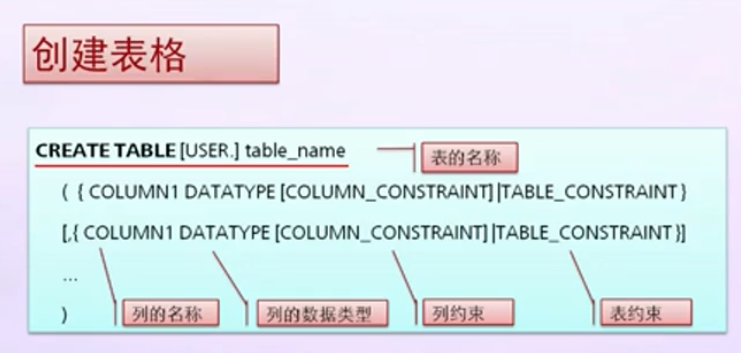 创建表格
CREATE TABLE [USER.] table_name
表的名称
( { COLUMN1 DATATYPE [COLUMN_CONSTRAINT] |TABLE_CONSTRAINT }
[,{ COLUMN1 DATATYPE [COLUMN_CONSTRAINT] |TABLE_CONSTRAINT }]
...
)
列的名称
列的数据类型
列约束
表约束